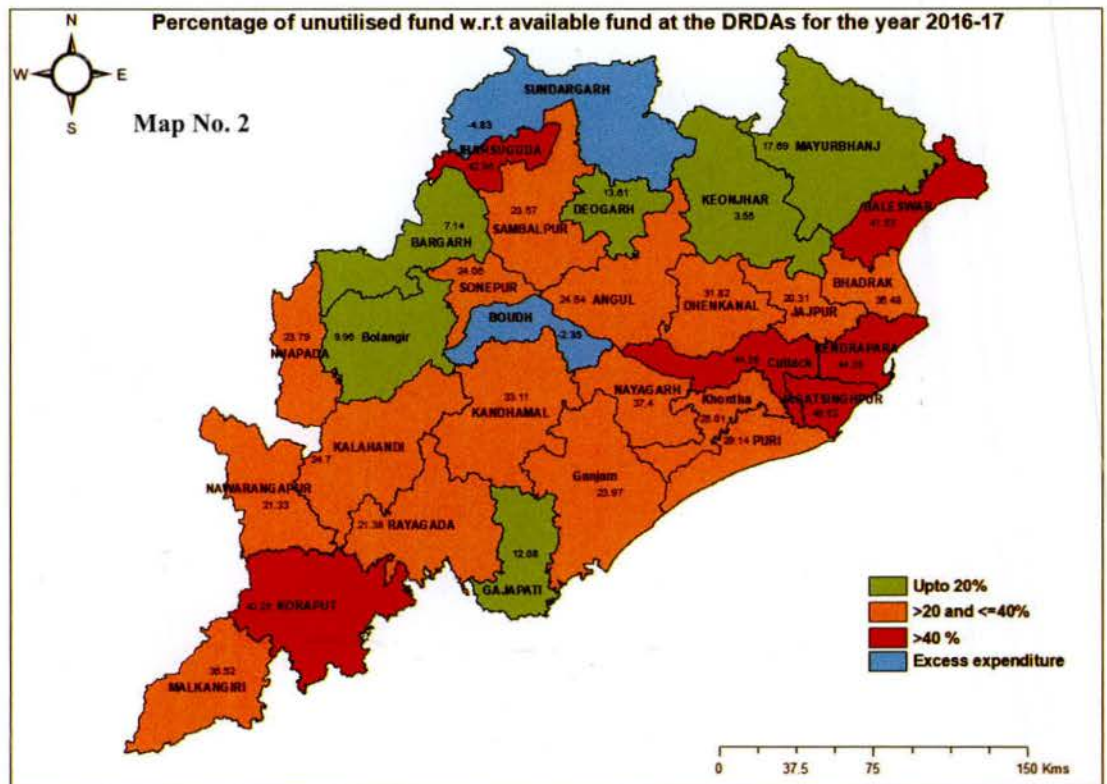 Percentage of unutilised fund w.r.t available fund at the DRDAs for the year 2016-17
N
W E
S
Map No. 2
SUNDARGARH
-4.83
JHARSUGUDA
17.69 MAYURBHANJ
KEONJHAR
3.55
13.61
DEOGARH
BALESWAR
23.57
SAMBALPUR
7.14
BARGARH
24.06
SONEPUR
24.64 ANGUL
31.82
DHENKANAL
20.31
JAJPUR
BHADRAK
36.48
BOUDH
-2.35
9.96 Bolangir
23.79
NUAPADA
Cuttack
KENDRAPARA
JAGATSINGHPUR
NAYAGARH
37.4
Khordha
29.14 PURI
33.11
KANDHAMAL
KALAHANDI
24.7
Ganjam
23.97
NAWARANGAPUR
21.33
21.38 RAYAGADA
12.08
GAJAPATI
KORAPUT
36.52
MALKANGIRI
Upto 20%
>20 and <=40%
>40 %
Excess expenditure
0 37.5 75 150 Kms